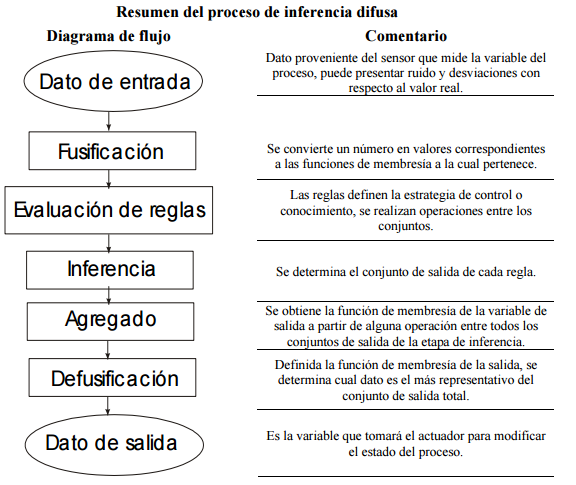 Resumen del proceso de inferencia difusa
Diagrama de flujo
Comentario
Dato de entrada
Dato proveniente del sensor que mide la variable del
proceso, puede presentar ruido y desviaciones con
respecto al valor real.
Fusificación
Se convierte un número en valores correspondientes
a las funciones de membresía a la cual pertenece.
Evaluación de reglas
Las reglas definen la estrategia de control o
conocimiento, se realizan operaciones entre los
conjuntos.
Inferencia
Se determina el conjunto de salida de cada regla.
Agregado
Se obtiene la función de membresía de la variable de
salida a partir de alguna operación entre todos los
conjuntos de salida de la etapa de inferencia.
Defusificación
Definida la función de membresía de la salida, se
determina cual dato es el más representativo del
conjunto de salida total.
Dato de salida
Es la variable que tomará el actuador para modificar
el estado del proceso.